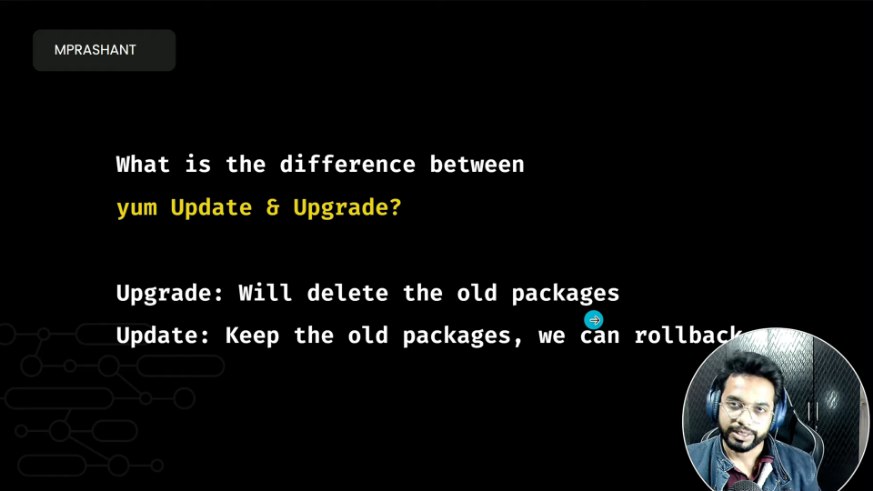 MPRASHANT
What is the difference between
yum Update & Upgrade?
Upgrade: Will delete the old packages
Update: Keep the old packages, we can rollback